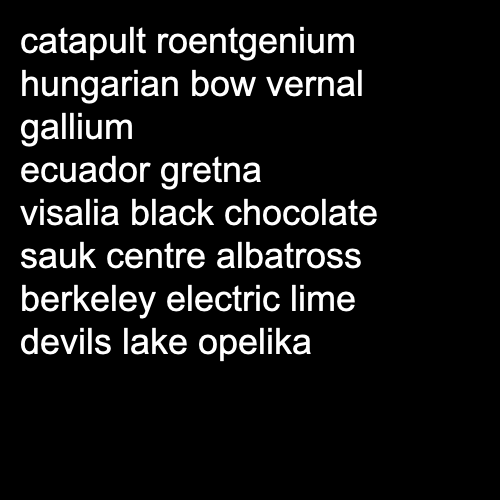 catapult roentgenium
hungarian bow vernal
gallium
ecuador gretna
visalia black chocolate
sauk centre albatross
berkeley electric lime
devils lake opelika